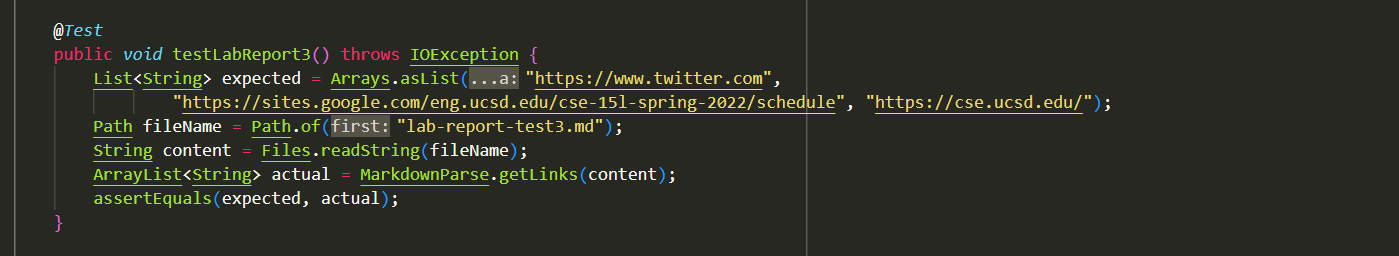 @Test
public void testLabReport3() throws IOException {
List<String> expected = Arrays.asList(...a: "https://www.twitter.com",
"https://sites.google.com/eng.ucsd.edu/cse-15l-spring-2022/schedule", "https://cse.ucsd.edu/");
Path fileName = Path.of(first: "lab-report-test3.md");
String content = Files.readString(fileName);
ArrayList<String> actual = MarkdownParse.getLinks(content);
assertEquals(expected, actual);
}